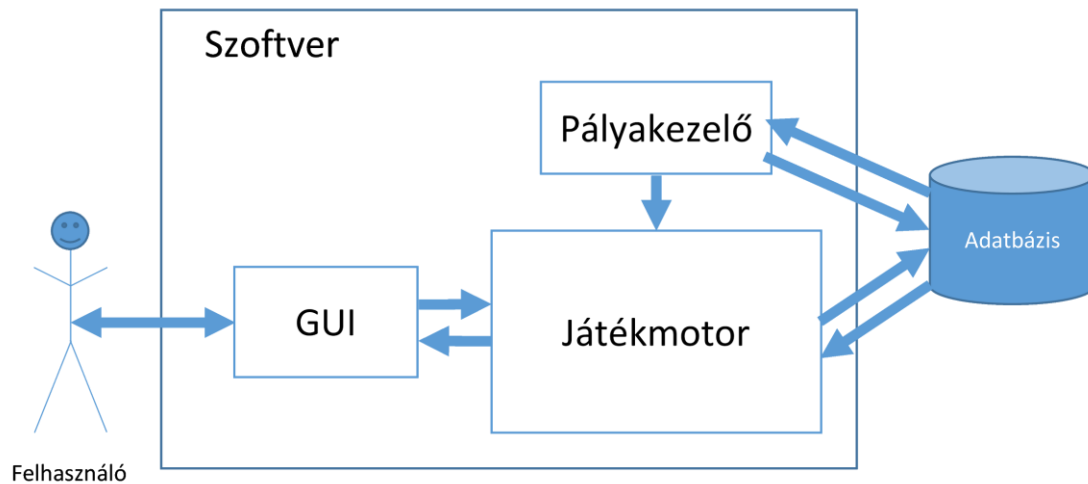 Szoftver
Pályakezelő
Adatbázis
GUI
Játékmotor
Felhasználó